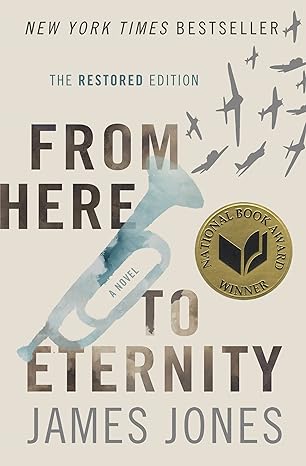 NEW YORK TIMES BESTSELLER
THE RESTORED EDITION
FROM
HERE
A NOVEL
NATIONAL BOOK AWARD
WINNER
TO
ETERNITY
JAMES JONES